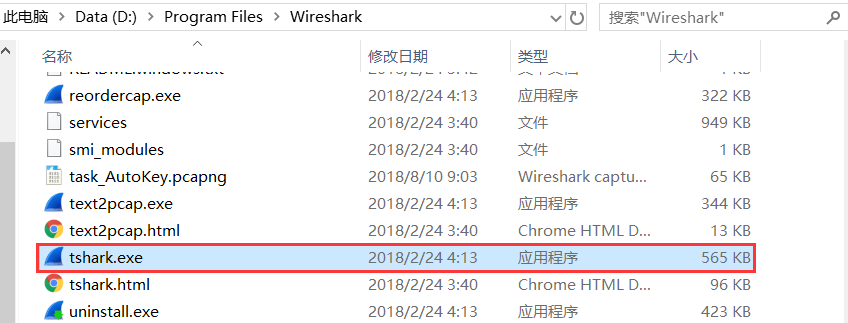 此电脑 > Data (D:) > Program Files > Wireshark 搜索"Wireshark"
名称 修改日期 类型 大小
reordercap.exe 2018/2/24 4:13 应用程序 322 KB
services 2018/2/24 3:40 文件 949 KB
smi_modules 2018/2/24 3:40 文件 1 KB
task_AutoKey.pcapng 2018/8/10 9:03 Wireshark captu... 65 KB
text2pcap.exe 2018/2/24 4:13 应用程序 344 KB
text2pcap.html 2018/2/24 3:40 Chrome HTML D... 13 KB
tshark.exe 2018/2/24 4:13 应用程序 565 KB
tshark.html 2018/2/24 3:40 Chrome HTML D... 96 KB
uninstall.exe 2018/2/24 4:13 应用程序 423 KB